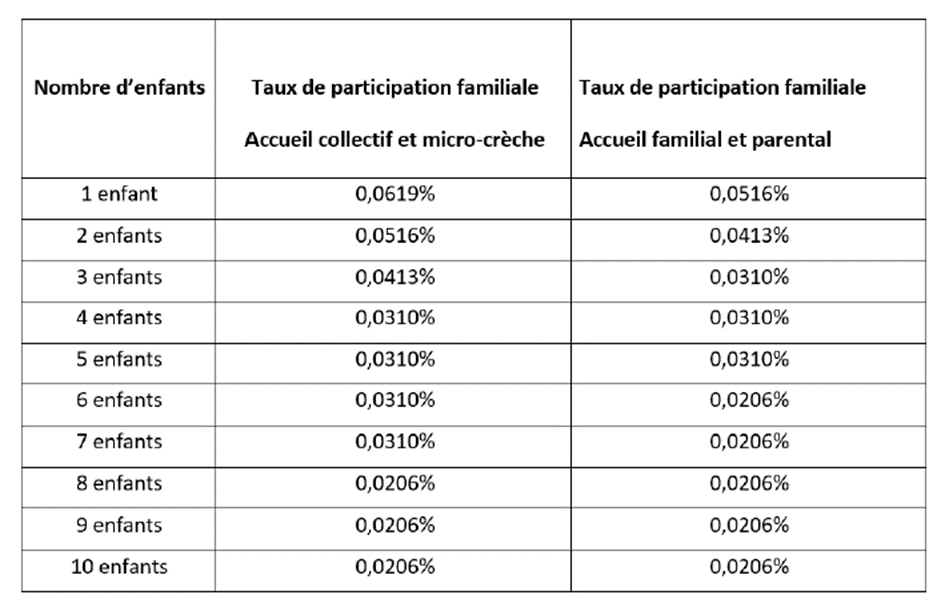 Nombre d’enfants
Taux de participation familiale
Accueil collectif et micro-crèche
Taux de participation familiale
Accueil familial et parental
1 enfant 0,0619% 0,0516%
2 enfants 0,0516% 0,0413%
3 enfants 0,0413% 0,0310%
4 enfants 0,0310% 0,0310%
5 enfants 0,0310% 0,0310%
6 enfants 0,0310% 0,0206%
7 enfants 0,0310% 0,0206%
8 enfants 0,0206% 0,0206%
9 enfants 0,0206% 0,0206%
10 enfants 0,0206% 0,0206%